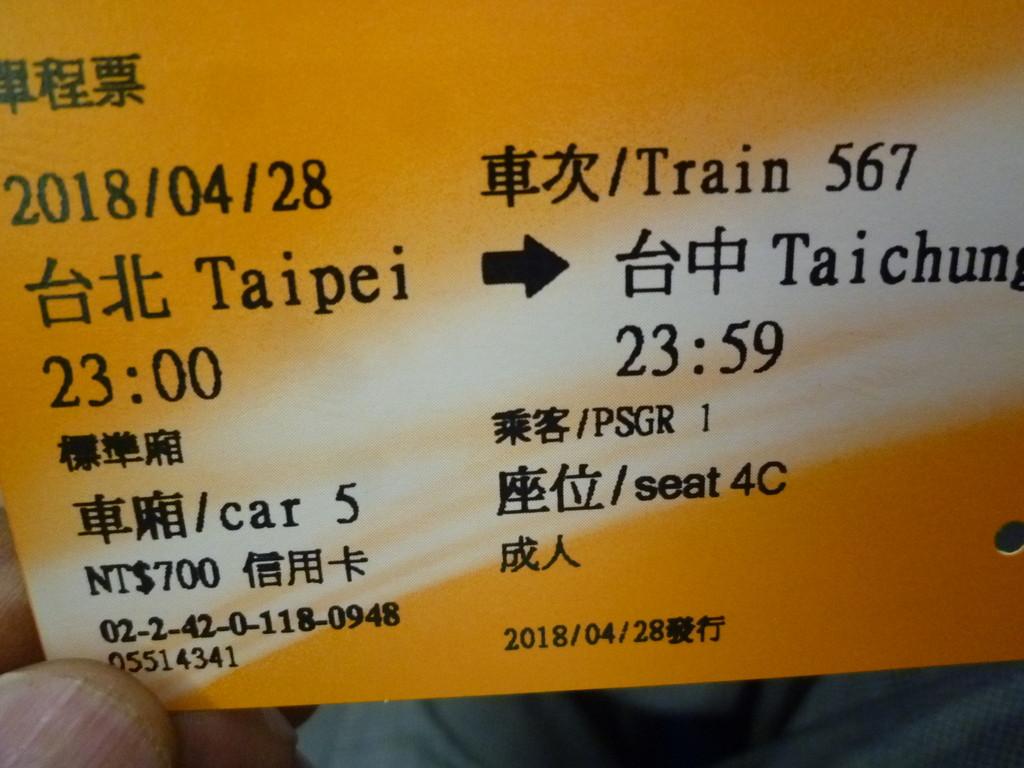 單程票
2018/04/28 車次/Train 567
台北 Taipei → 台中 Taichung
23:00 23:59
標準廂 乘客/PSGR 1
車廂/car 5 座位/seat 4C
NT$700 信用卡 成人
02-2-42-0-118-0948
05514341 2018/04/28發行